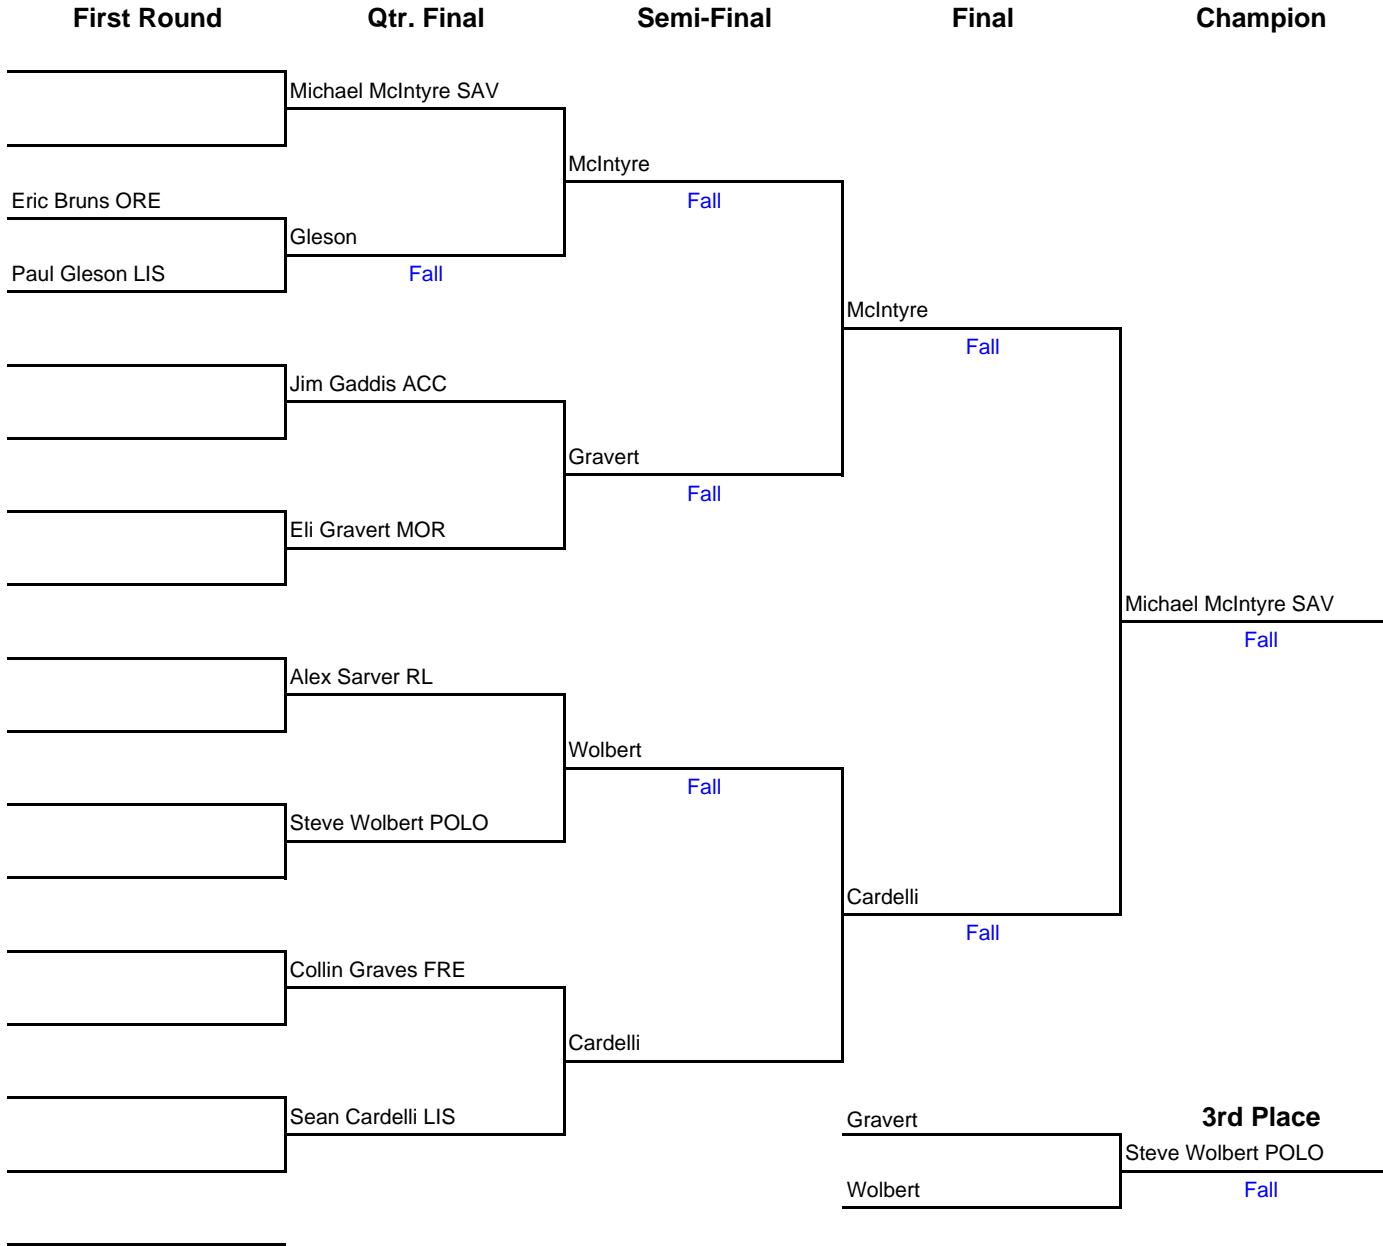 First Round Qtr. Final Semi-Final Final Champion
Michael McIntyre SAV
McIntyre
Eric Bruns ORE
Fall
Gleson
Paul Gleson LIS
Fall
McIntyre
Fall
Jim Gaddis ACC
Gravert
Fall
Eli Gravert MOR
Michael McIntyre SAV
Fall
Alex Sarver RL
Wolbert
Fall
Steve Wolbert POLO
Cardelli
Fall
Collin Graves FRE
Cardelli
Sean Cardelli LIS
Gravert
3rd Place
Steve Wolbert POLO
Wolbert
Fall